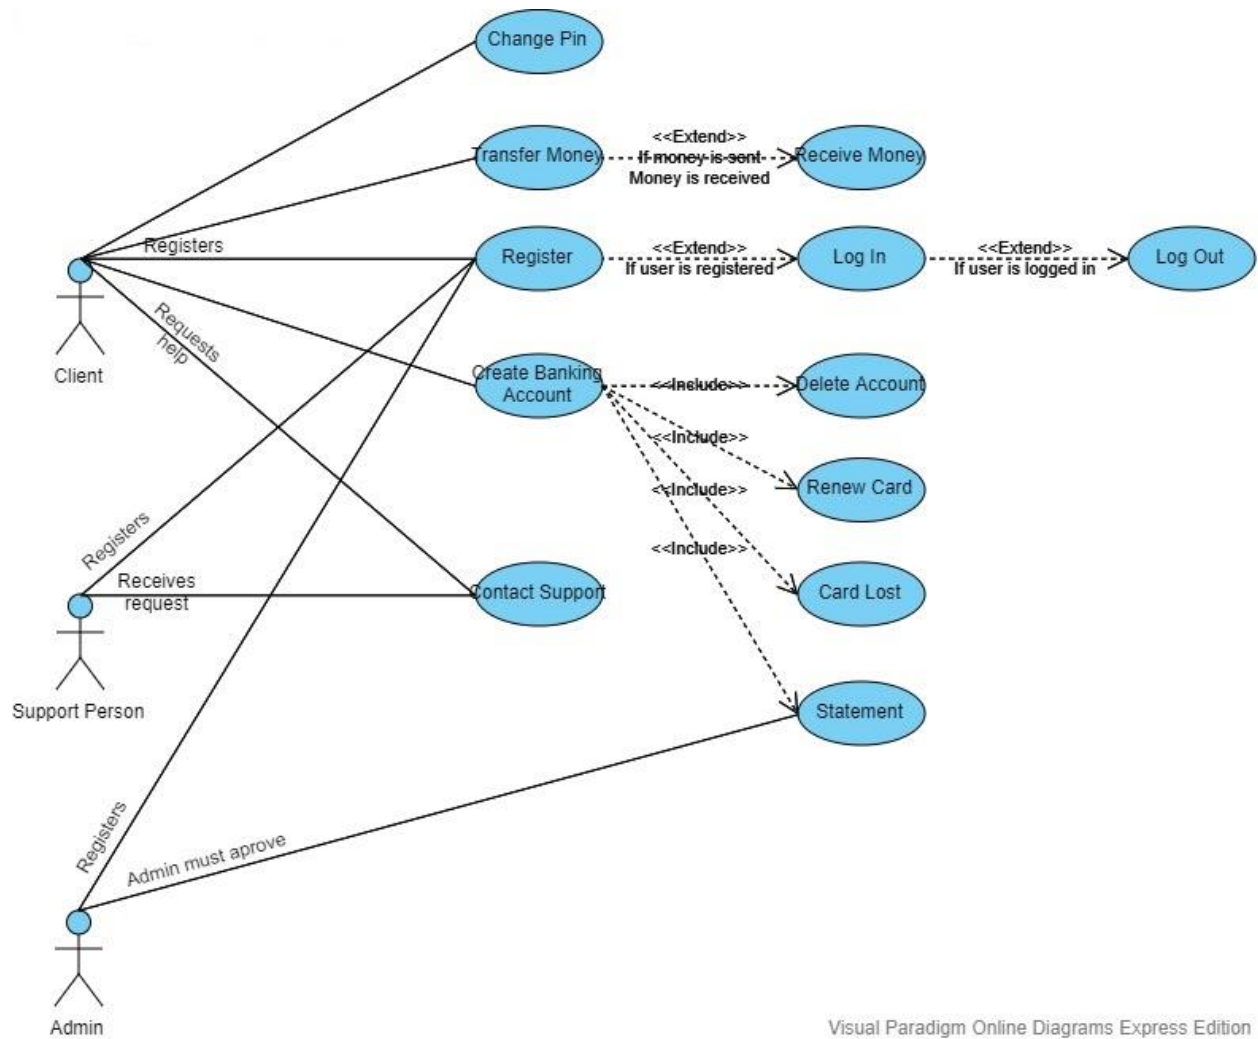 Change Pin
Transfer Money
<<Extend>>
If money is sent
Money is received
Receive Money
Registers
Register
<<Extend>>
If user is registered
Log In
<<Extend>>
If user is logged in
Log Out
Requests
help
Client
Create Banking
Account
<<Include>>
Delete Account
<<Include>>
Renew Card
<<Include>>
<<Include>>
Card Lost
Registers
Receives
request
Contact Support
Support Person
Statement
Registers
Admin must aprove
Admin
Visual Paradigm Online Diagrams Express Edition